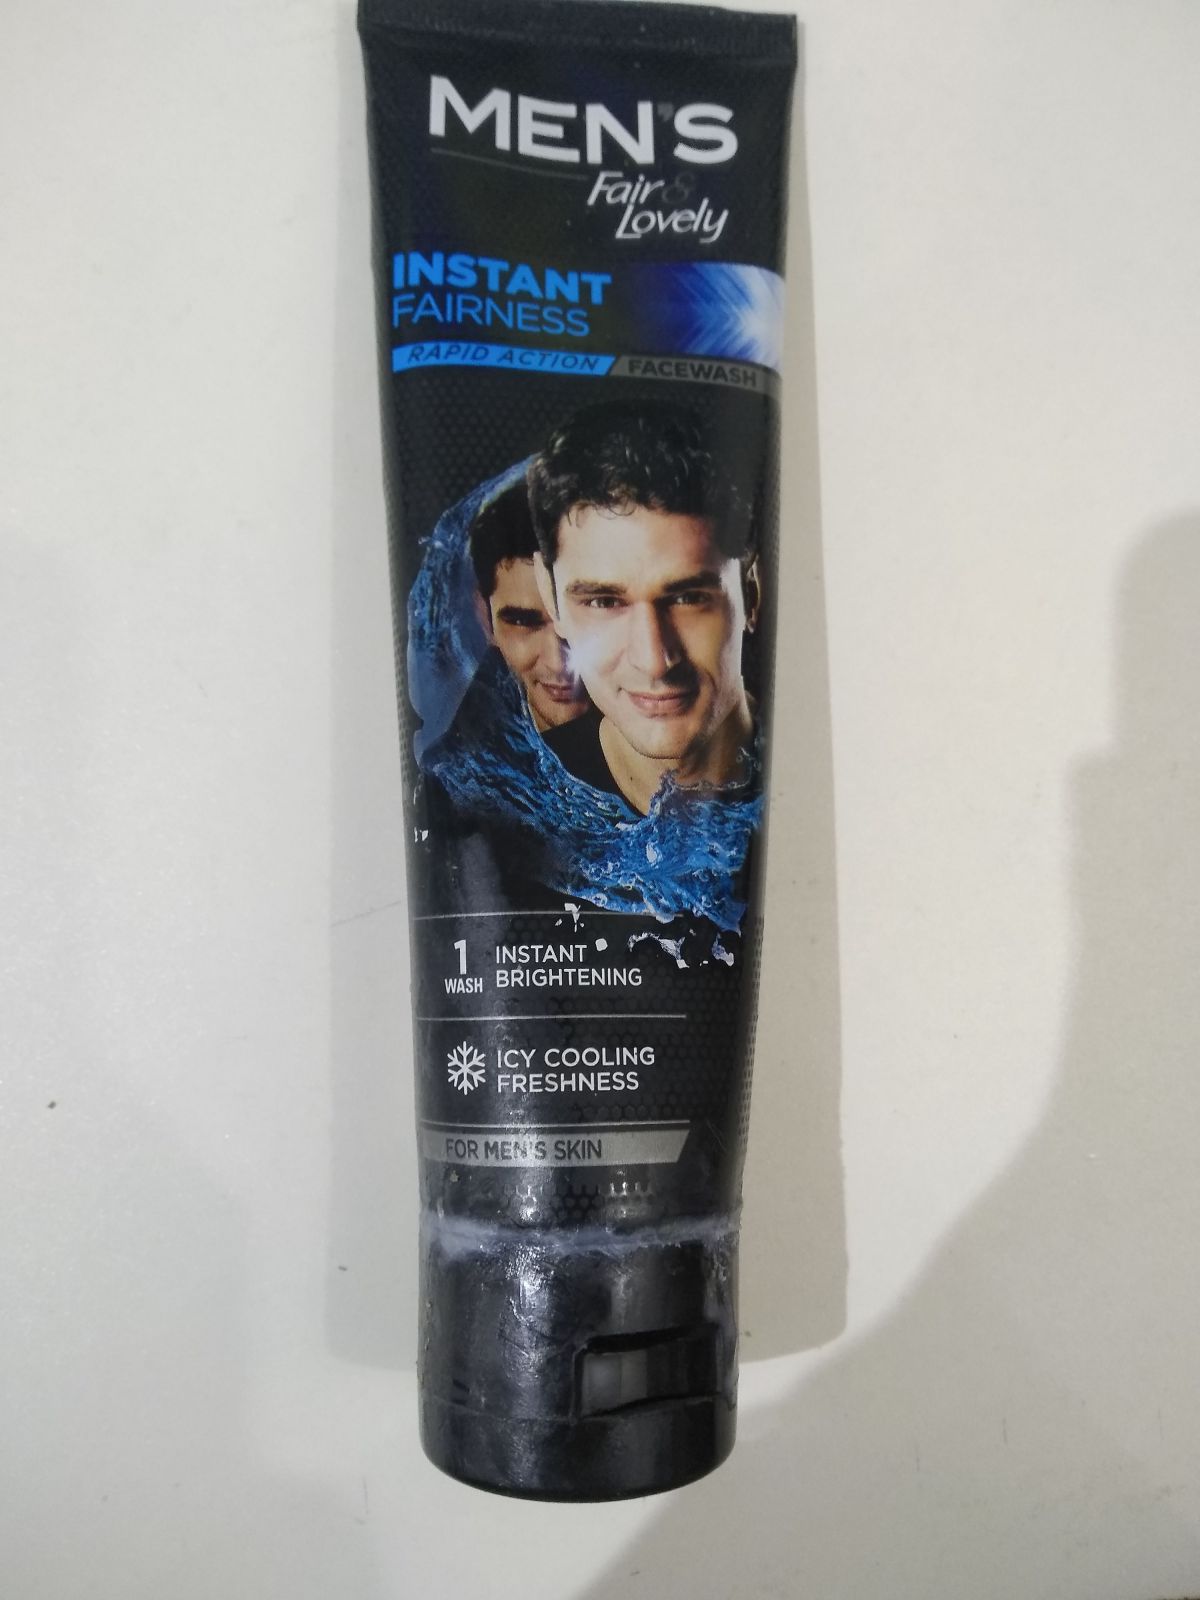 MEN'S
Fair &
Lovely
INSTANT
FAIRNESS
RAPID ACTION FACEWASH
1 INSTANT
WASH BRIGHTENING
ICY COOLING
FRESHNESS
FOR MEN'S SKIN